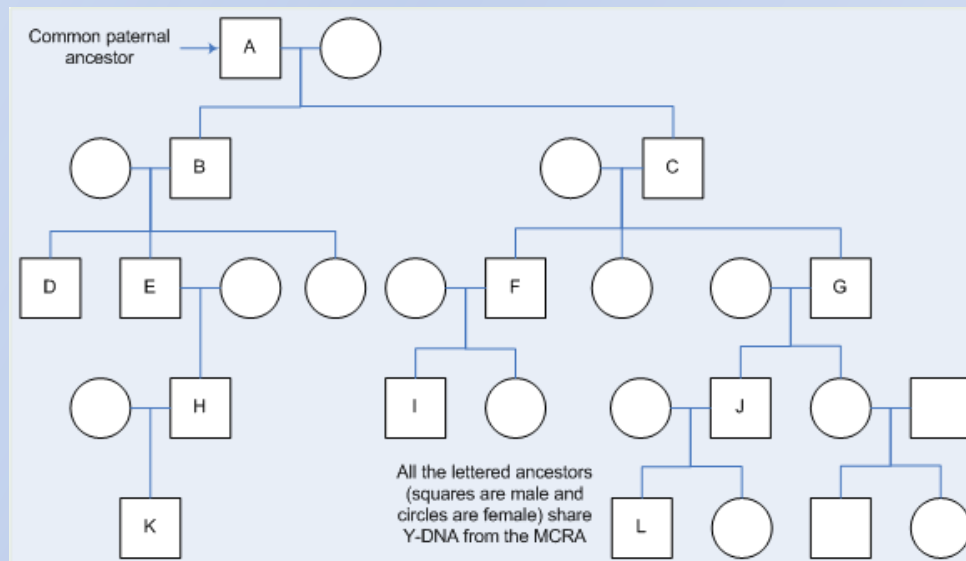 Common paternal
ancestor
A
B
C
D
E
F
G
H
I
J
All the lettered ancestors
(squares are male and
circles are female) share
Y-DNA from the MCRA
K
L